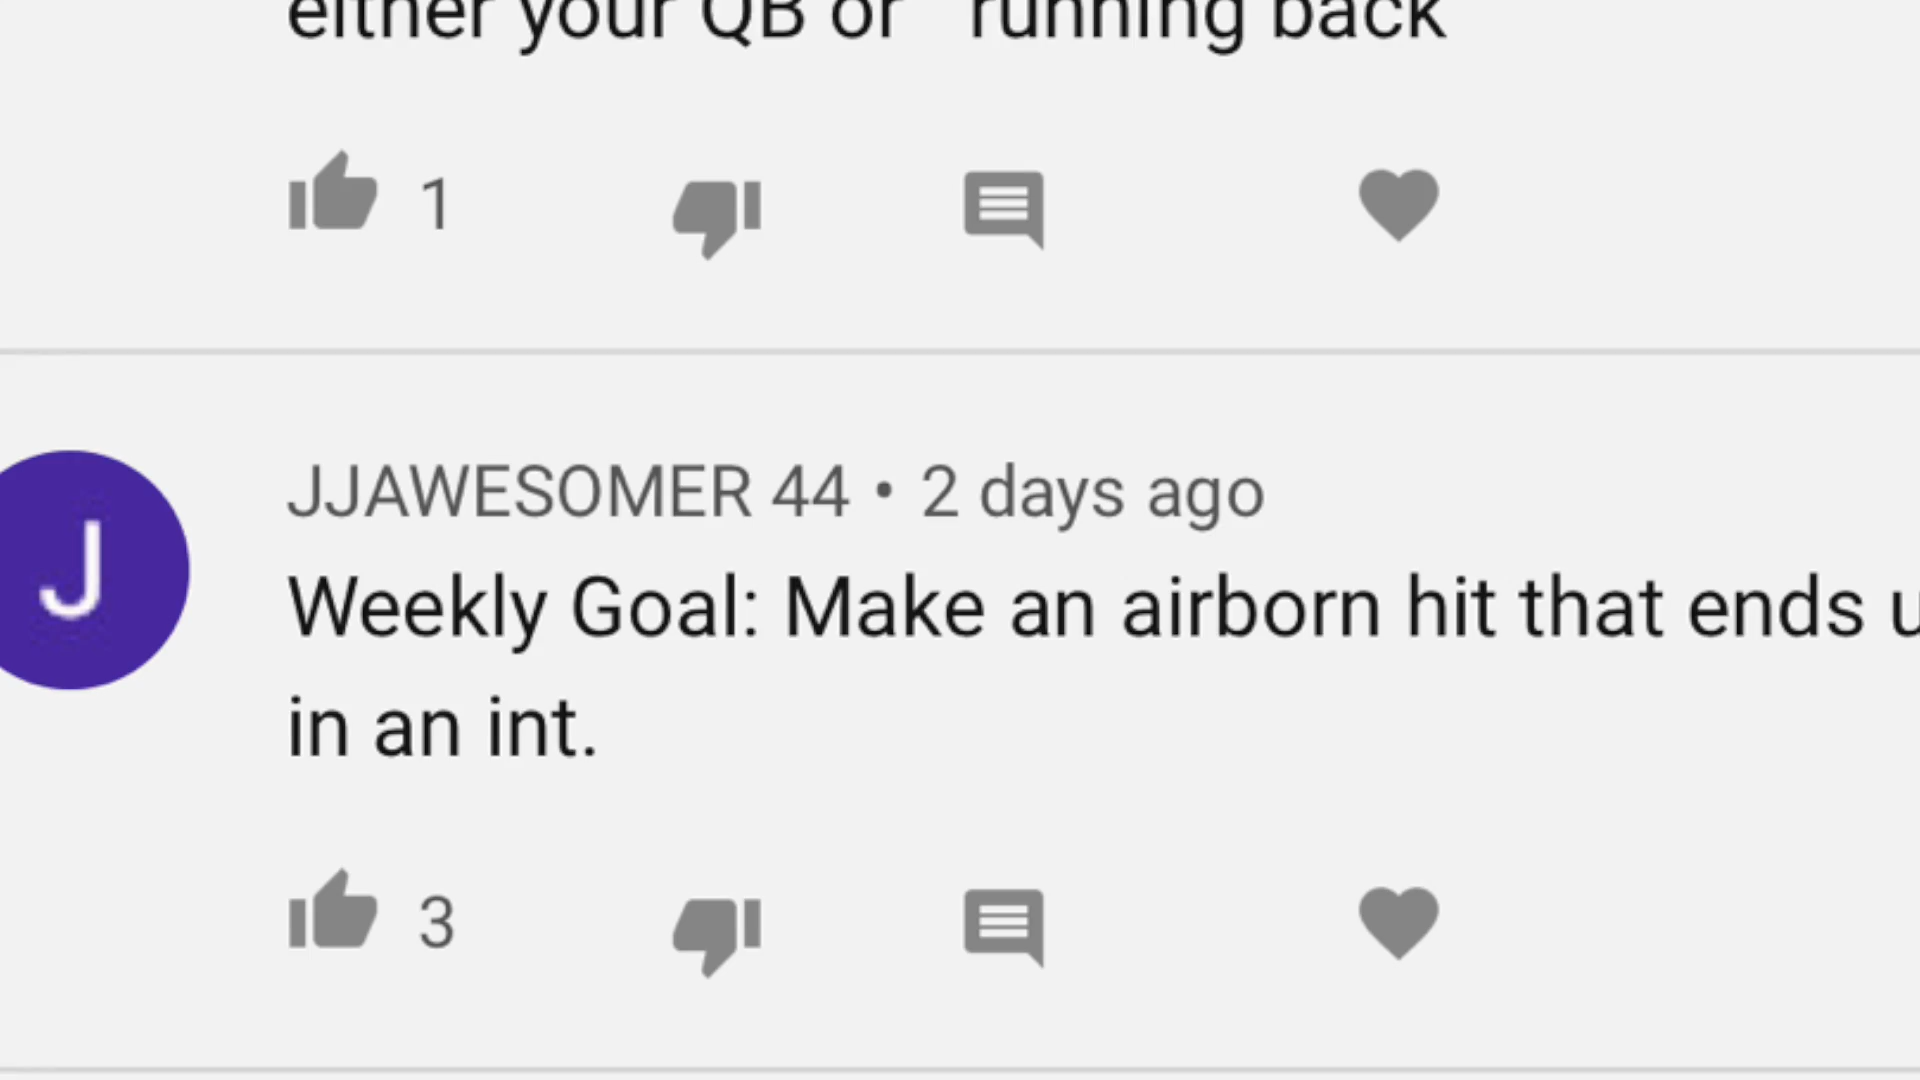 either your QB or running back
1
JJAWESOMER 44 • 2 days ago
J
Weekly Goal: Make an airborn hit that ends u
in an int.
3